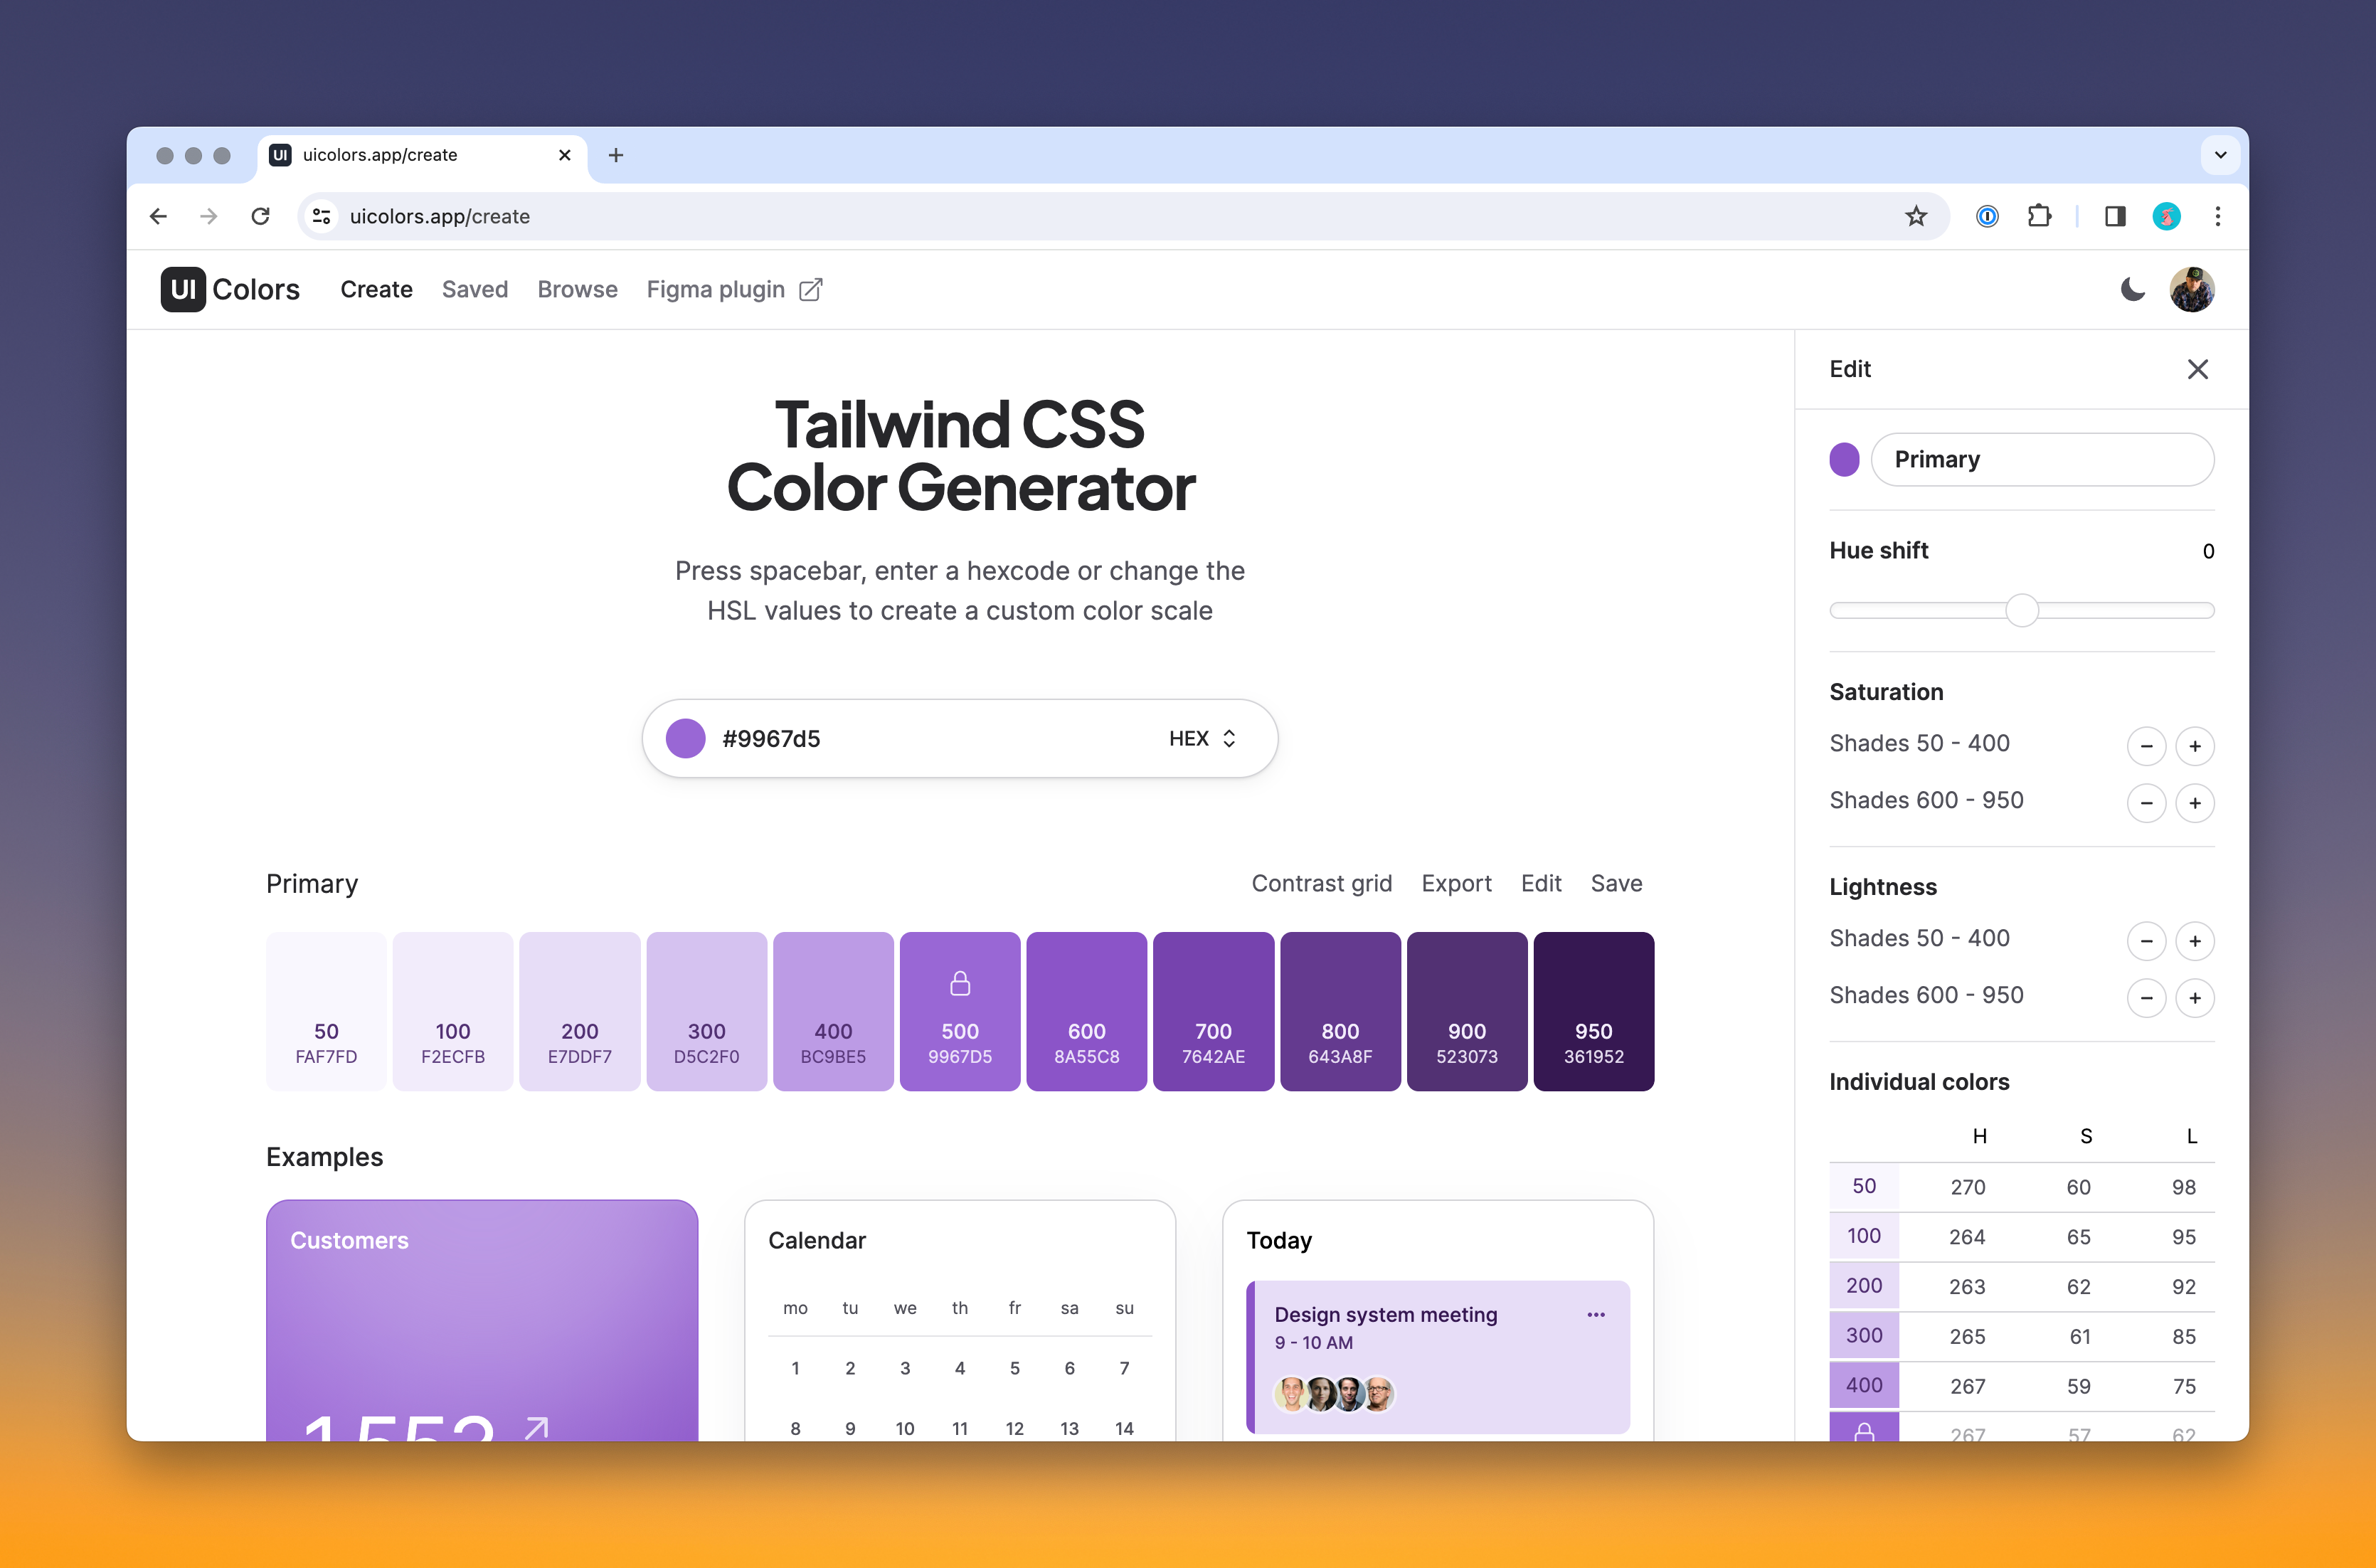 UI uicolors.app/create
uicolors.app/create
UI Colors Create Saved Browse Figma plugin
Tailwind CSS
Color Generator
Press spacebar, enter a hexcode or change the
HSL values to create a custom color scale
#9967d5 HEX
Primary Contrast grid Export Edit Save
50 100 200 300 400 500 600 700 800 900 950
FAF7FD F2ECFB E7DDF7 D5C2F0 BC9BE5 9967D5 8A55C8 7642AE 643A8F 523073 361952
Examples
Customers
1,553
Calendar
mo tu we th fr sa su
1 2 3 4 5 6 7
8 9 10 11 12 13 14
Today
Design system meeting
9 - 10 AM
Edit
Primary
Hue shift 0
Saturation
Shades 50 - 400
Shades 600 - 950
Lightness
Shades 50 - 400
Shades 600 - 950
Individual colors
H S L
50 270 60 98
100 264 65 95
200 263 62 92
300 265 61 85
400 267 59 75
267 57 62